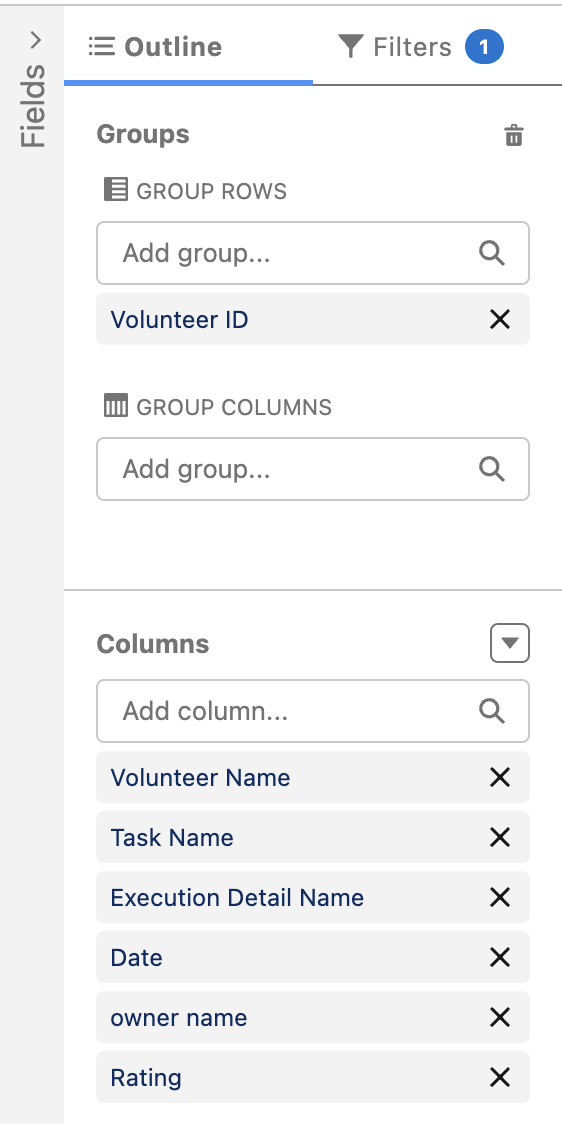 Fields
Outline
Filters 1
Groups
GROUP ROWS
Add group...
Volunteer ID
GROUP COLUMNS
Add group...
Columns
Add column...
Volunteer Name
Task Name
Execution Detail Name
Date
owner name
Rating